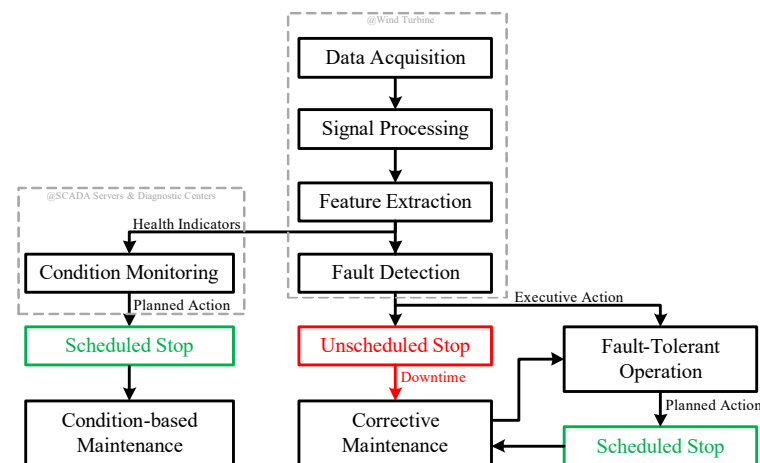 @Wind Turbine
Data Acquisition
Signal Processing
@SCADA Servers & Diagnostic Centers
Feature Extraction
Health Indicators
Condition Monitoring
Fault Detection
Planned Action
Executive Action
Scheduled Stop
Unscheduled Stop
Fault-Tolerant
Operation
Downtime
Condition-based
Maintenance
Corrective
Maintenance
Planned Action
Scheduled Stop